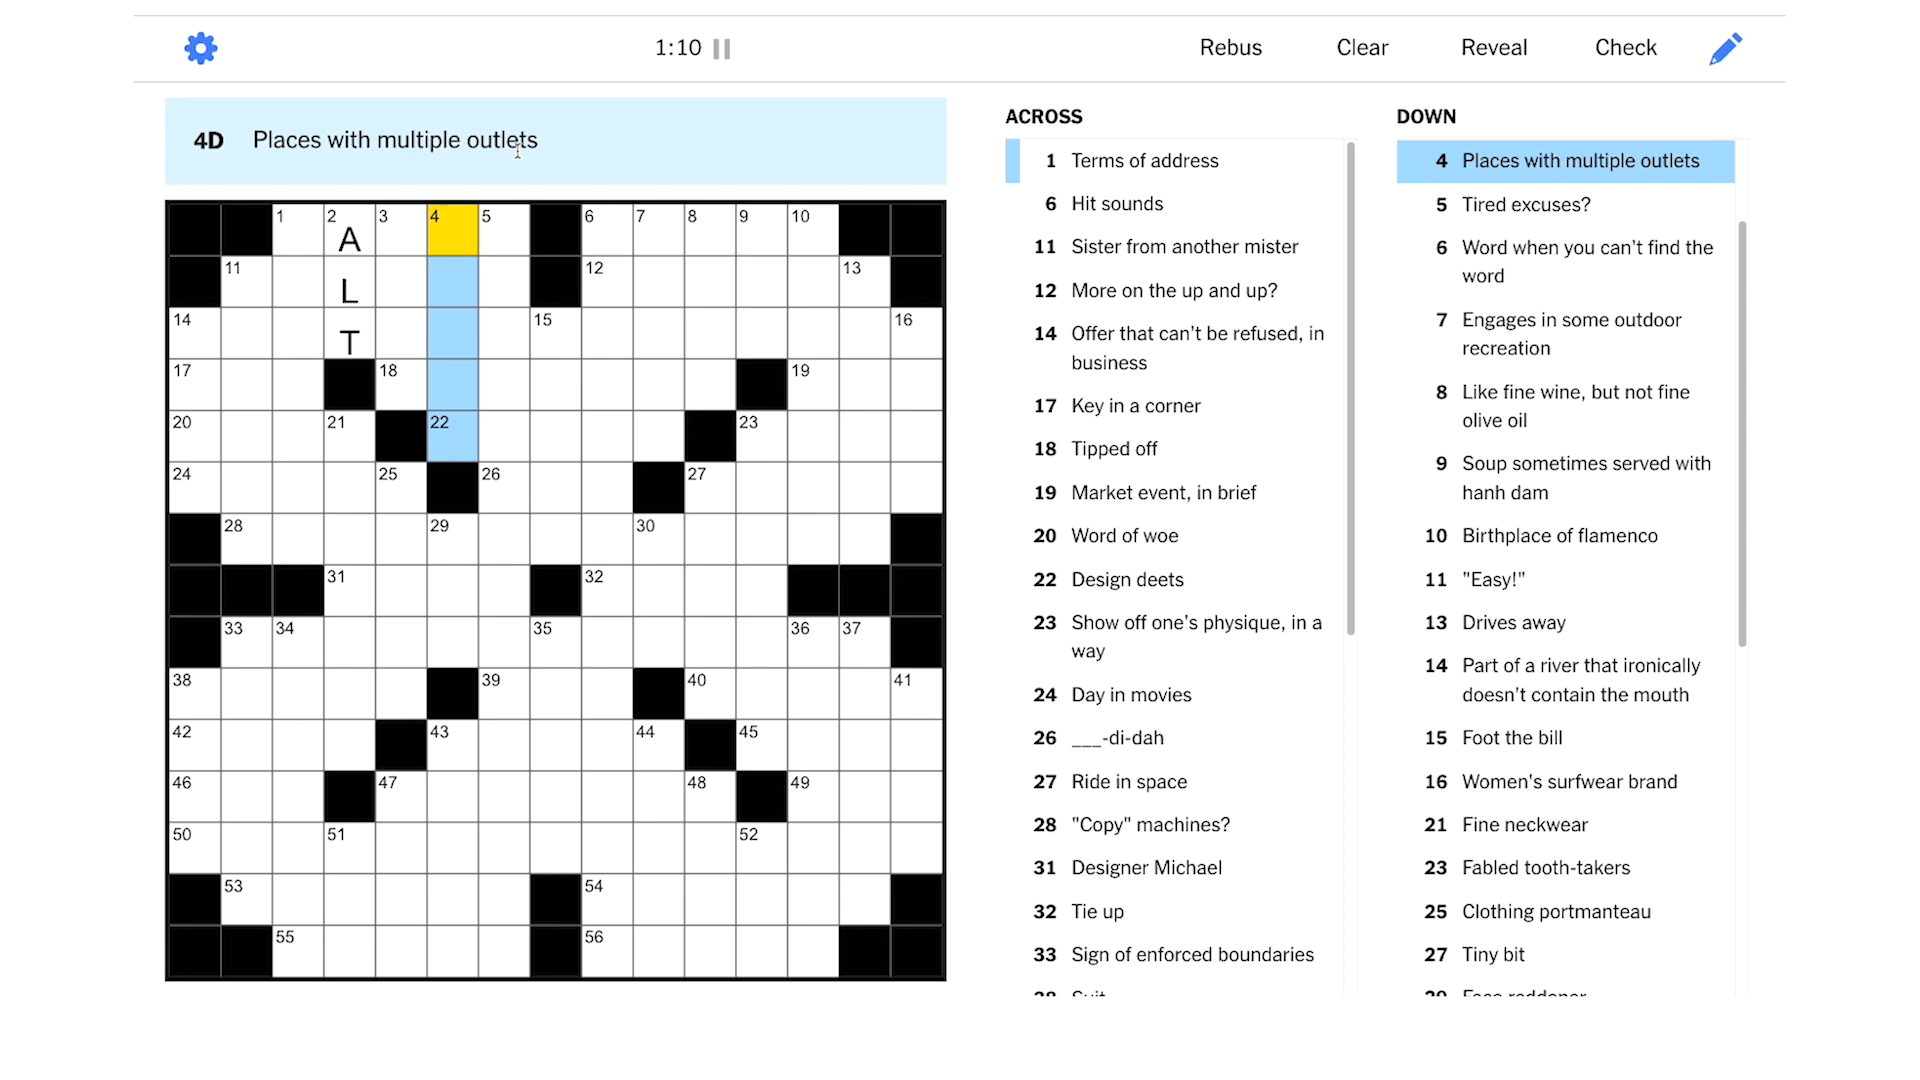 1:10
Rebus
Clear
Reveal
Check
4D Places with multiple outlets
1 2 3 4 5 6 7 8 9 10
A
11 12 13
L
14 15 16
T
17 18 19
20 21 22 23
24 25 26 27
28 29 30
31 32
33 34 35 36 37
38 39 40 41
42 43 44 45
46 47 48 49
50 51 52
53 54
55 56
ACROSS
1 Terms of address
6 Hit sounds
11 Sister from another mister
12 More on the up and up?
14 Offer that can't be refused, in
business
17 Key in a corner
18 Tipped off
19 Market event, in brief
20 Word of woe
22 Design deets
23 Show off one's physique, in a
way
24 Day in movies
26 ___-di-dah
27 Ride in space
28 "Copy" machines?
31 Designer Michael
32 Tie up
33 Sign of enforced boundaries
DOWN
4 Places with multiple outlets
5 Tired excuses?
6 Word when you can't find the
word
7 Engages in some outdoor
recreation
8 Like fine wine, but not fine
olive oil
9 Soup sometimes served with
hanh dam
10 Birthplace of flamenco
11 "Easy!"
13 Drives away
14 Part of a river that ironically
doesn't contain the mouth
15 Foot the bill
16 Women's surfwear brand
21 Fine neckwear
23 Fabled tooth-takers
25 Clothing portmanteau
27 Tiny bit